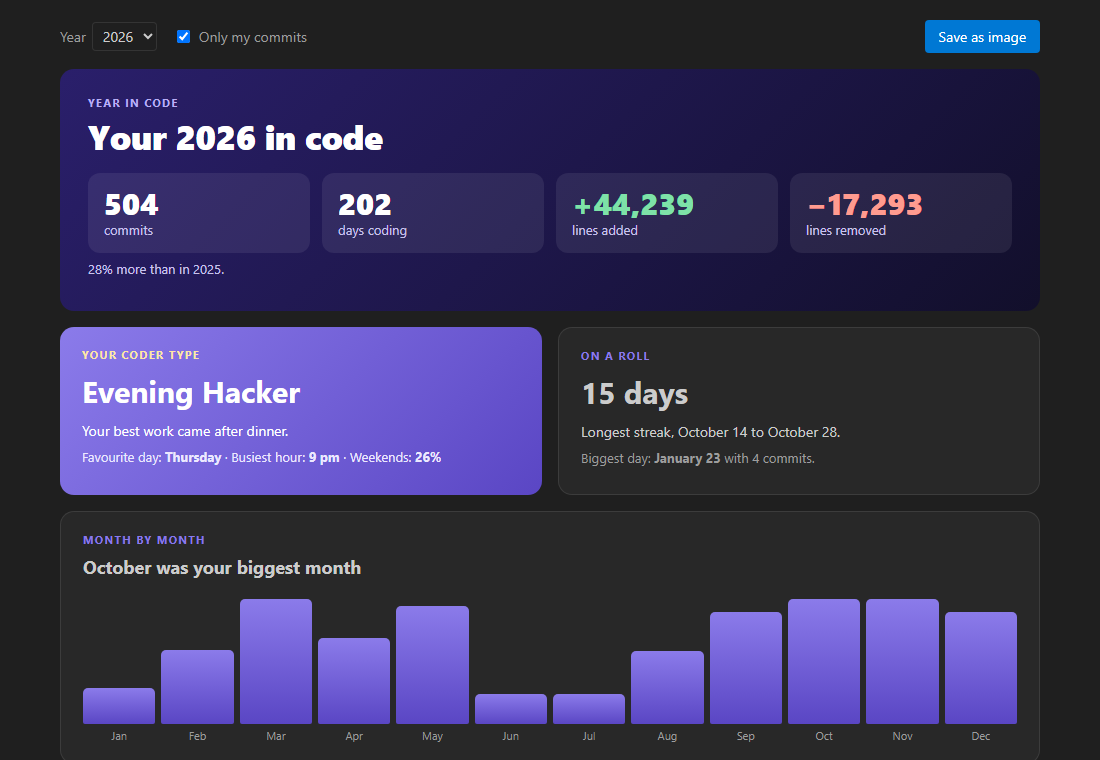 Year 2026 Only my commits Save as image
YEAR IN CODE
Your 2026 in code
504 202 +44,239 −17,293
commits days coding lines added lines removed
28% more than in 2025.
YOUR CODER TYPE
Evening Hacker
Your best work came after dinner.
Favourite day: Thursday · Busiest hour: 9 pm · Weekends: 26%
ON A ROLL
15 days
Longest streak, October 14 to October 28.
Biggest day: January 23 with 4 commits.
MONTH BY MONTH
October was your biggest month
Jan Feb Mar Apr May Jun Jul Aug Sep Oct Nov Dec